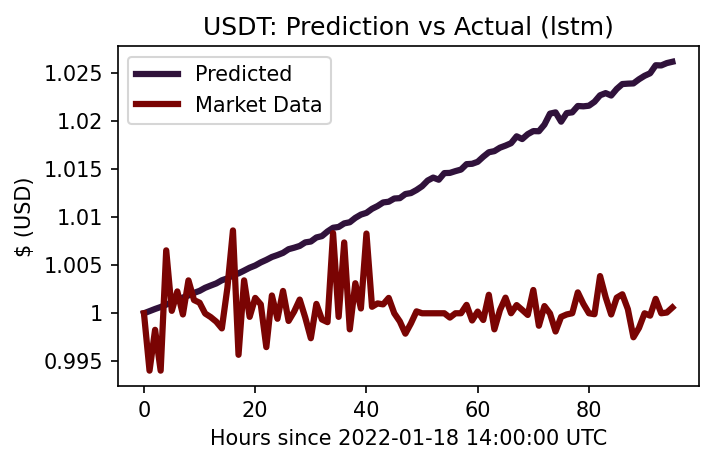 USDT: Prediction vs Actual (lstm)
Predicted
Market Data
$ (USD)
1.025
1.02
1.015
1.01
1.005
1
0.995
0
20
40
60
80
Hours since 2022-01-18 14:00:00 UTC